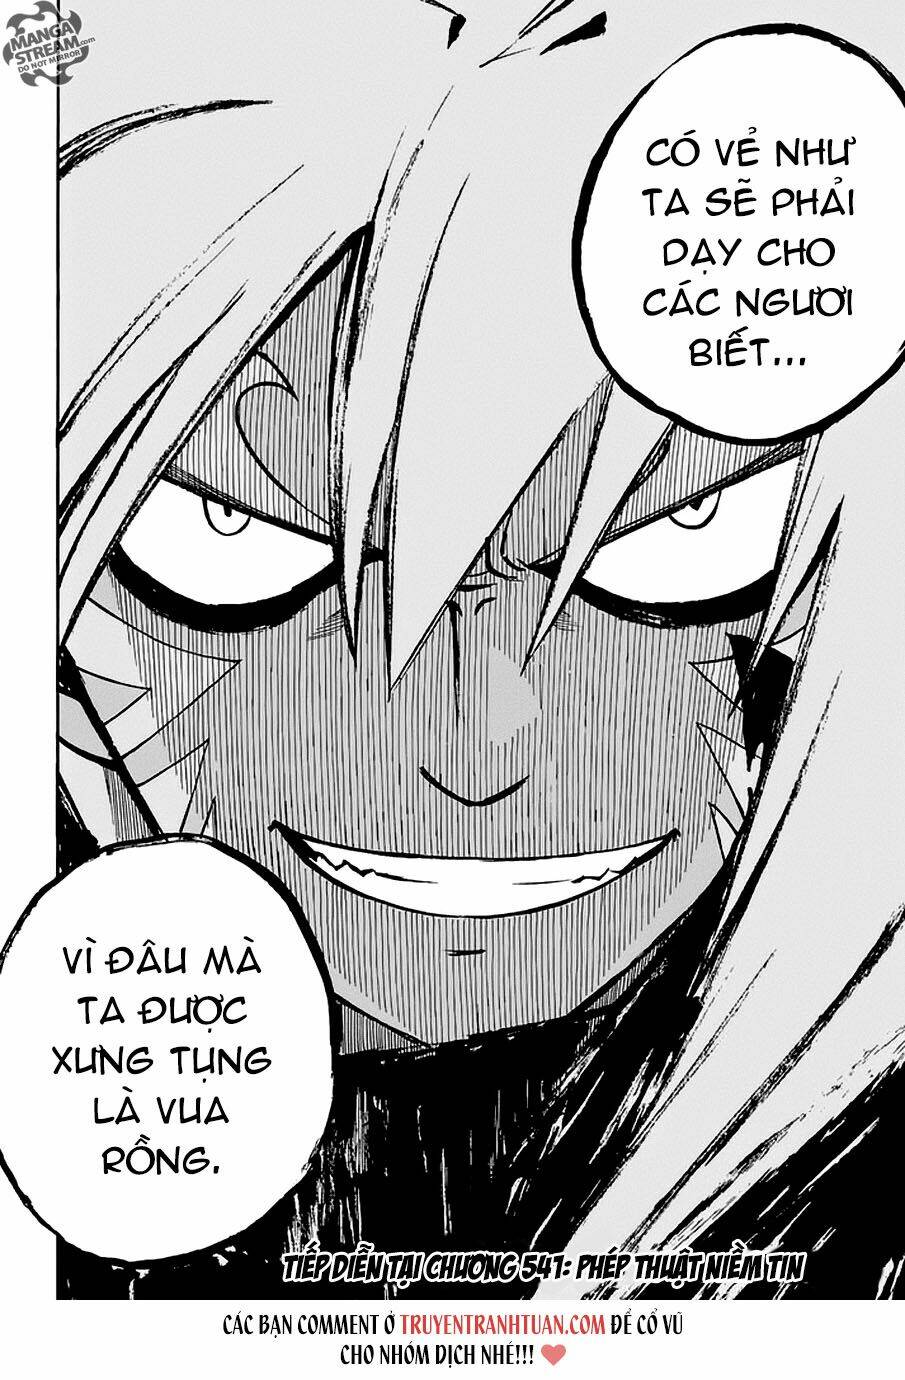 MANGA
STREAM.com
DO NOT MIRROR
CÓ VẺ NHƯ
TA SẼ PHẢI
DẠY CHO
CÁC NGƯƠI
BIẾT...
VÌ ĐÂU MÀ
TA ĐƯỢC
XƯNG TỤNG
LÀ VUA
RỒNG.
TIẾP DIỄN TẠI CHƯƠNG 541: PHÉP THUẬT NIỀM TIN
CÁC BẠN COMMENT Ở TRUYENTRANHTUAN.COM ĐỂ CỔ VŨ
CHO NHÓM DỊCH NHÉ!!! ❤